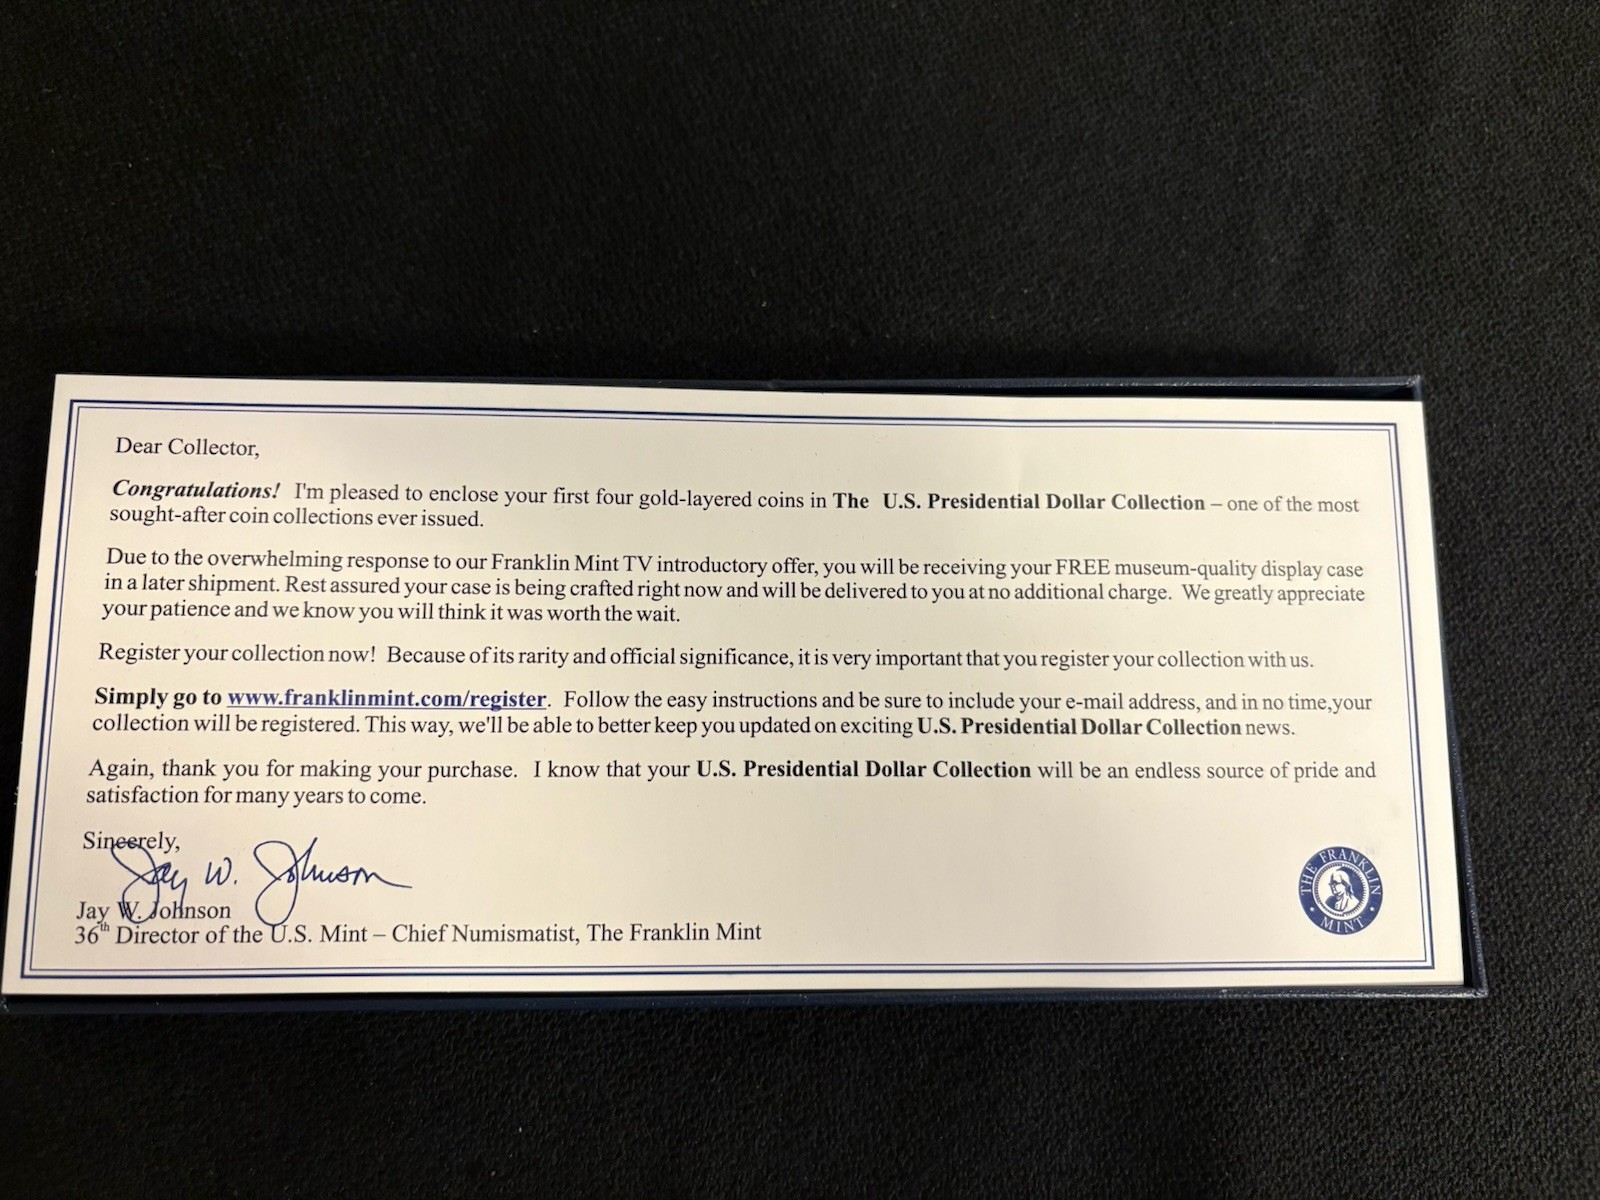 Dear Collector,
Congratulations! I'm pleased to enclose your first four gold-layered coins in The U.S. Presidential Dollar Collection – one of the most
sought-after coin collections ever issued.
Due to the overwhelming response to our Franklin Mint TV introductory offer, you will be receiving your FREE museum-quality display case
in a later shipment. Rest assured your case is being crafted right now and will be delivered to you at no additional charge. We greatly appreciate
your patience and we know you will think it was worth the wait.
Register your collection now! Because of its rarity and official significance, it is very important that you register your collection with us.
Simply go to www.franklinmint.com/register. Follow the easy instructions and be sure to include your e-mail address, and in no time,your
collection will be registered. This way, we'll be able to better keep you updated on exciting U.S. Presidential Dollar Collection news.
Again, thank you for making your purchase. I know that your U.S. Presidential Dollar Collection will be an endless source of pride and
satisfaction for many years to come.
Sincerely,
Jay W. Johnson
Jay W. Johnson
36th Director of the U.S. Mint – Chief Numismatist, The Franklin Mint
THE FRANKLIN
MINT